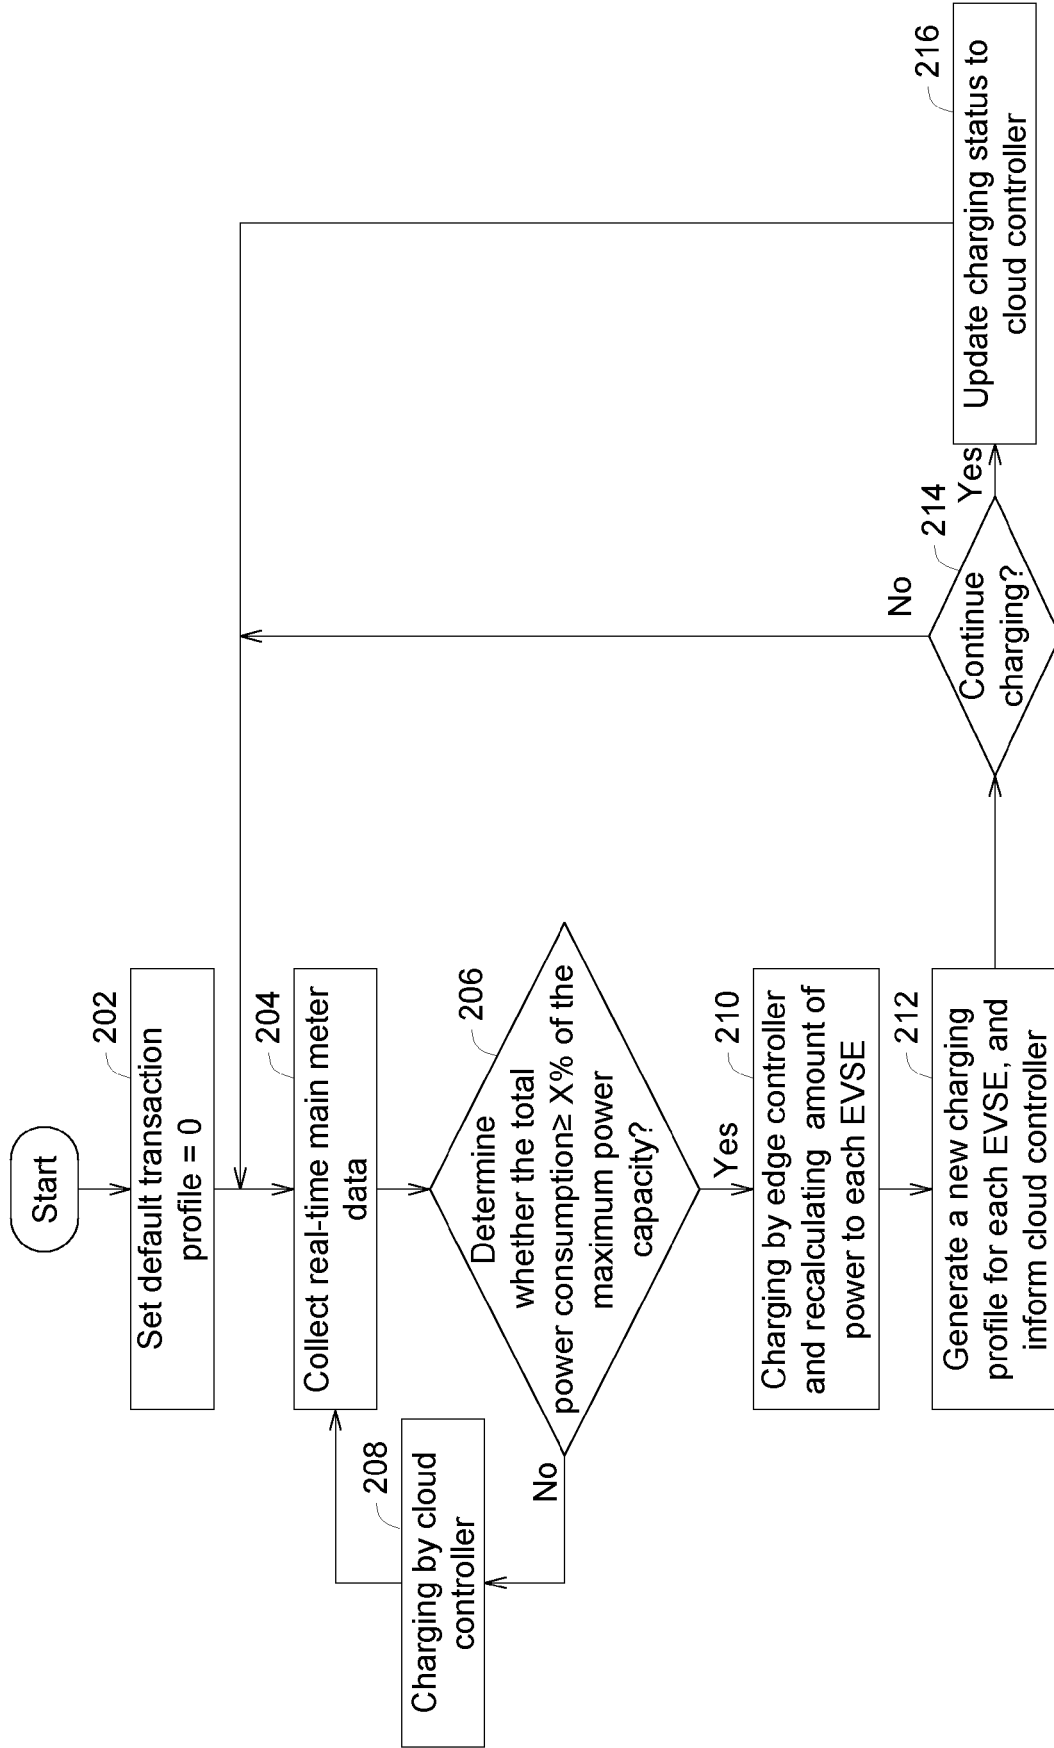 Start
202
Set default transaction
profile = 0
204
Collect real-time main meter
data
206
Determine
whether the total
power consumption≥ X% of the
maximum power
capacity?
No
208
Charging by cloud
controller
Yes
210
Charging by edge controller
and recalculating amount of
power to each EVSE
212
Generate a new charging
profile for each EVSE, and
inform cloud controller
214
Continue
charging?
No
Yes
216
Update charging status to
cloud controller